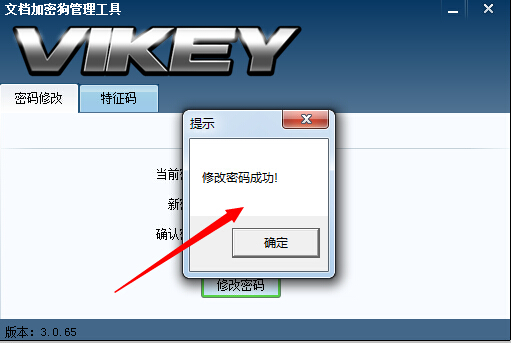 文档加密狗管理工具
VIKEY
密码修改
特征码
提示
修改密码成功!
当前
新
确认
确定
修改密码
版本: 3.0.65